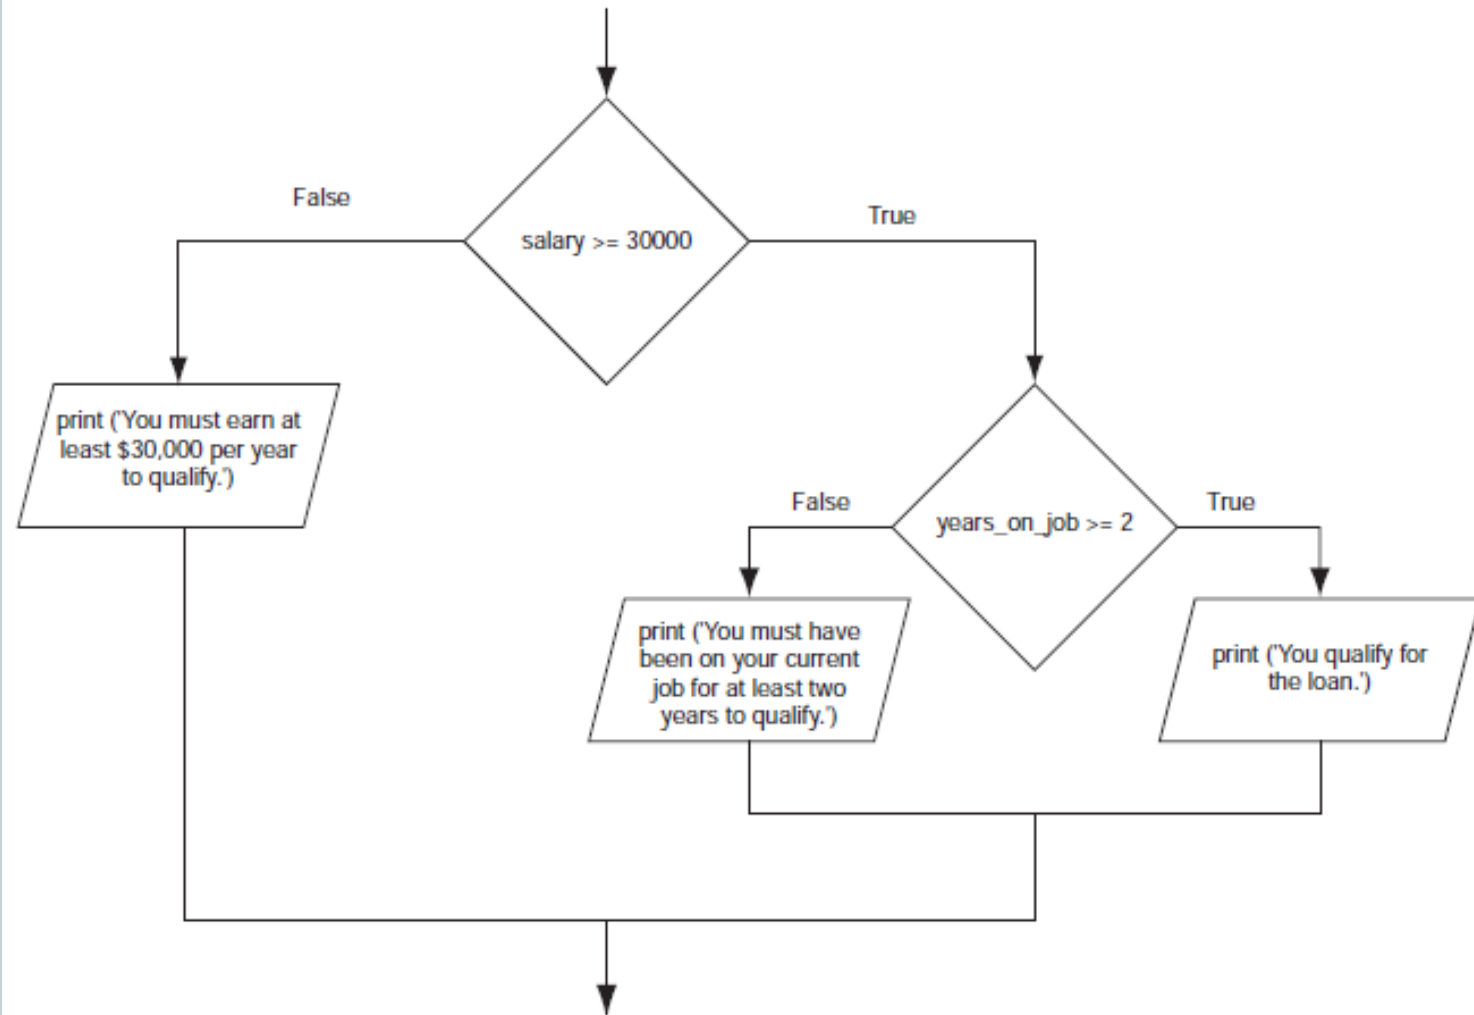 False
salary >= 30000
True
print ('You must earn at
least $30,000 per year
to qualify.')
False
years_on_job >= 2
True
print ('You must have
been on your current
job for at least two
years to qualify.')
print ('You qualify for
the loan.')